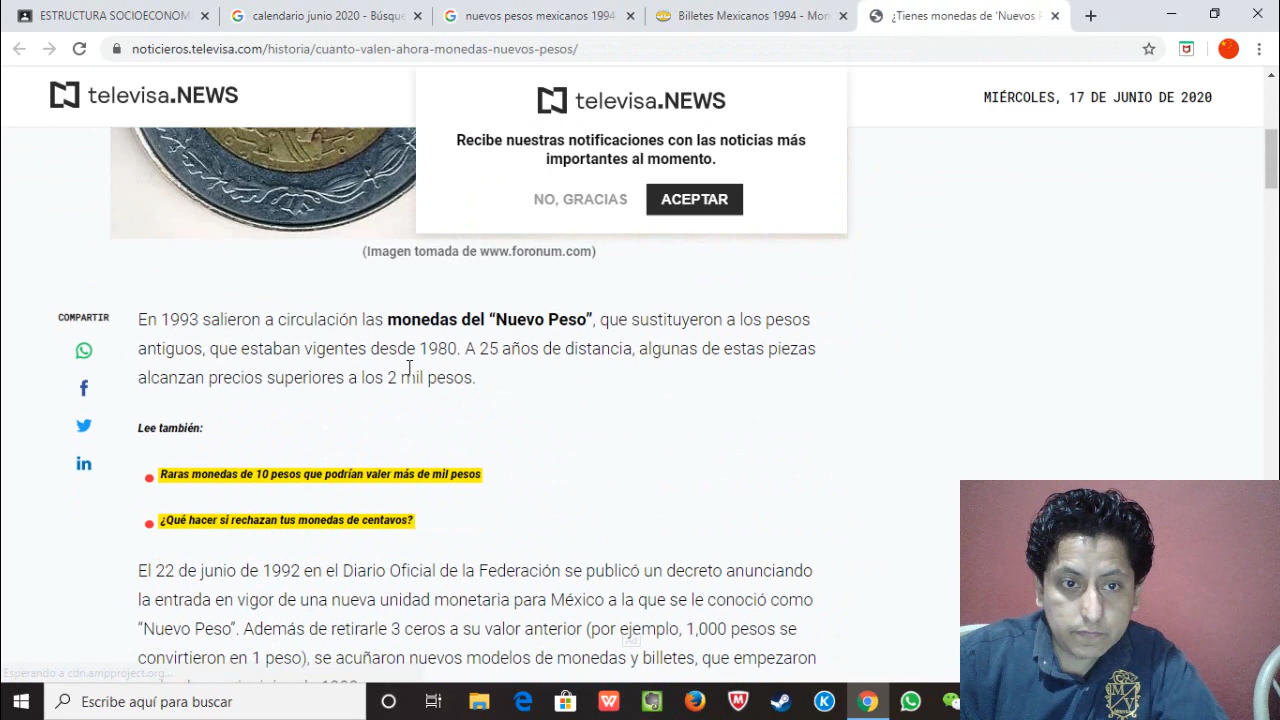 ESTRUCTURA SOCIOECONOM
calendario junio 2020 - Búsqu
nuevos pesos mexicanos 1994
Billetes Mexicanos 1994 - Mon
¿Tienes monedas de 'Nuevos P
noticieros.televisa.com/historia/cuanto-valen-ahora-monedas-nuevos-pesos/
televisa.NEWS
televisa.NEWS
MIÉRCOLES, 17 DE JUNIO DE 2020
Recibe nuestras notificaciones con las noticias más
importantes al momento.
NO, GRACIAS
ACEPTAR
(Imagen tomada de www.foronum.com)
COMPARTIR
En 1993 salieron a circulación las monedas del “Nuevo Peso”, que sustituyeron a los pesos
antiguos, que estaban vigentes desde 1980. A 25 años de distancia, algunas de estas piezas
alcanzan precios superiores a los 2 mil pesos.
Lee también:
Raras monedas de 10 pesos que podrían valer más de mil pesos
¿Qué hacer si rechazan tus monedas de centavos?
El 22 de junio de 1992 en el Diario Oficial de la Federación se publicó un decreto anunciando
la entrada en vigor de una nueva unidad monetaria para México a la que se le conoció como
“Nuevo Peso”. Además de retirarle 3 ceros a su valor anterior (por ejemplo, 1,000 pesos se
convirtieron en 1 peso), se acuñaron nuevos modelos de monedas y billetes, que empezaron
Esperando a cdn.ampproject.org...
Escribe aquí para buscar